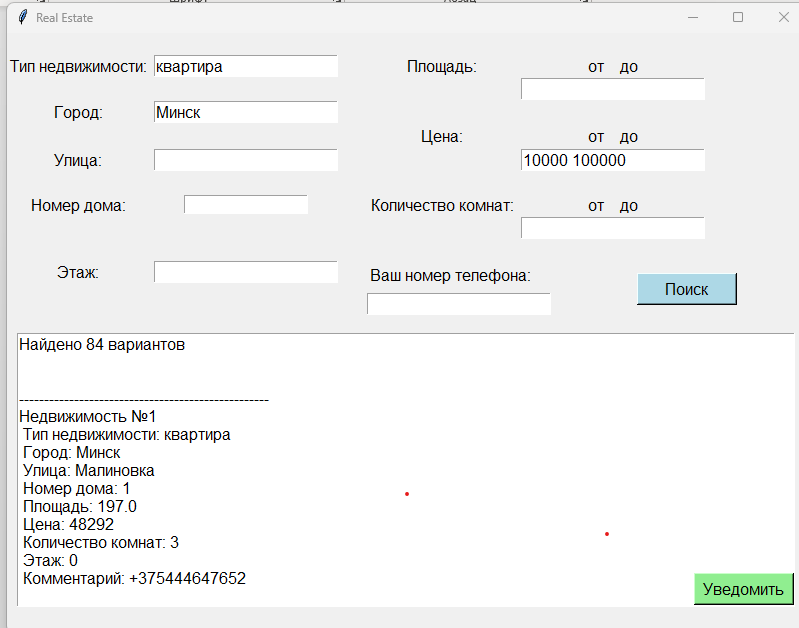 Real Estate
Тип недвижимости: квартира
Площадь: от до
Город: Минск
Цена: от до
10000 100000
Улица:
Номер дома:
Количество комнат: от до
Этаж:
Ваш номер телефона:
Поиск
Найдено 84 вариантов
--------------------------------------------------
Недвижимость №1
Тип недвижимости: квартира
Город: Минск
Улица: Малиновка
Номер дома: 1
Площадь: 197.0
Цена: 48292
Количество комнат: 3
Этаж: 0
Комментарий: +375444647652
Уведомить